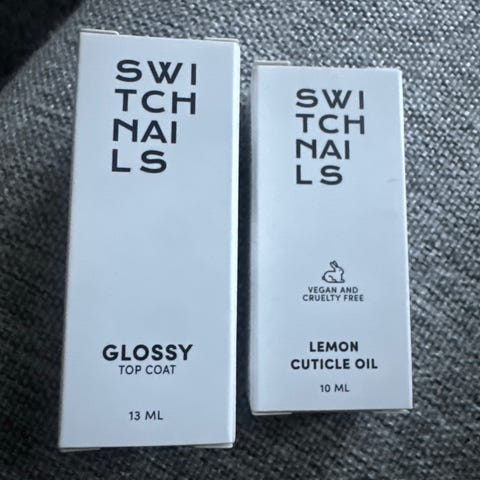 SWI
TCH
NAI
LS
GLOSSY
TOP COAT
13 ML
SWI
TCH
NAI
LS
VEGAN AND
CRUELTY FREE
LEMON
CUTICLE OIL
10 ML